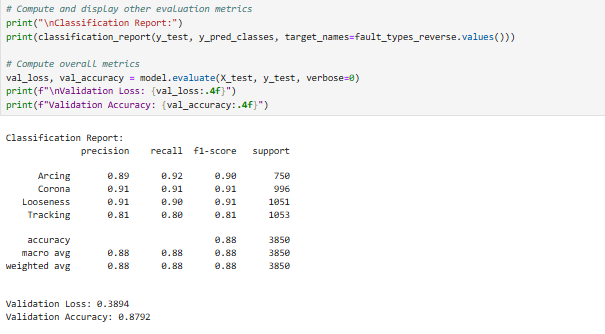 # Compute and display other evaluation metrics
print("\nClassification Report:")
print(classification_report(y_test, y_pred_classes, target_names=fault_types_reverse.values()))
# Compute overall metrics
val_loss, val_accuracy = model.evaluate(X_test, y_test, verbose=0)
print(f"\nValidation Loss: {val_loss:.4f}")
print(f"Validation Accuracy: {val_accuracy:.4f}")
Classification Report:
precision recall f1-score support
Arcing 0.89 0.92 0.90 750
Corona 0.91 0.91 0.91 996
Looseness 0.91 0.90 0.91 1051
Tracking 0.81 0.80 0.81 1053
accuracy 0.88 3850
macro avg 0.88 0.88 0.88 3850
weighted avg 0.88 0.88 0.88 3850
Validation Loss: 0.3894
Validation Accuracy: 0.8792